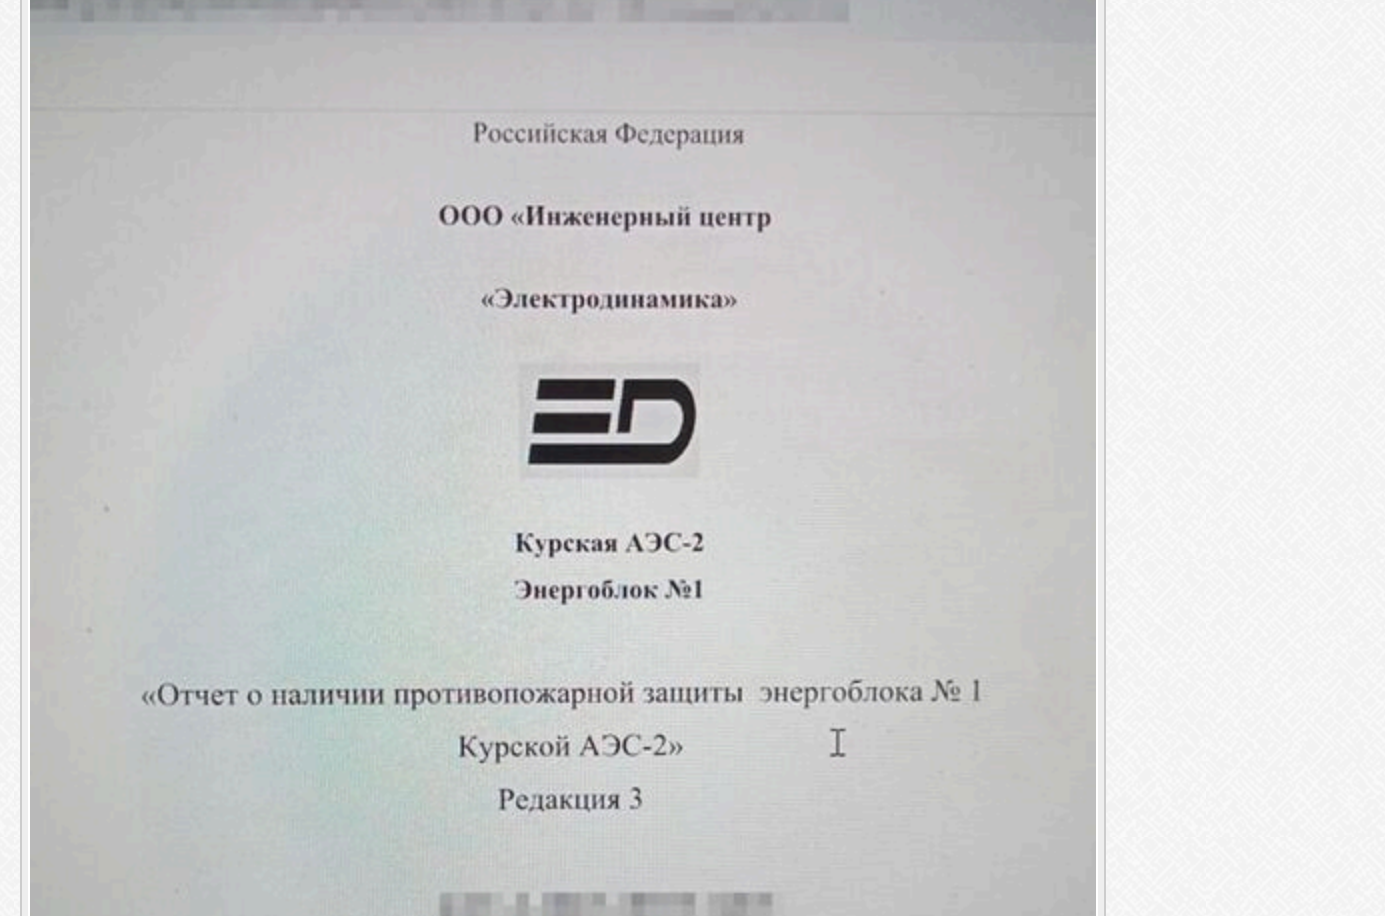 Российская Федерация
ООО «Инженерный центр
«Электродинамика»
ED
Курская АЭС-2
Энергоблок №1
«Отчет о наличии противопожарной защиты энергоблока № 1
Курской АЭС-2»
Редакция 3